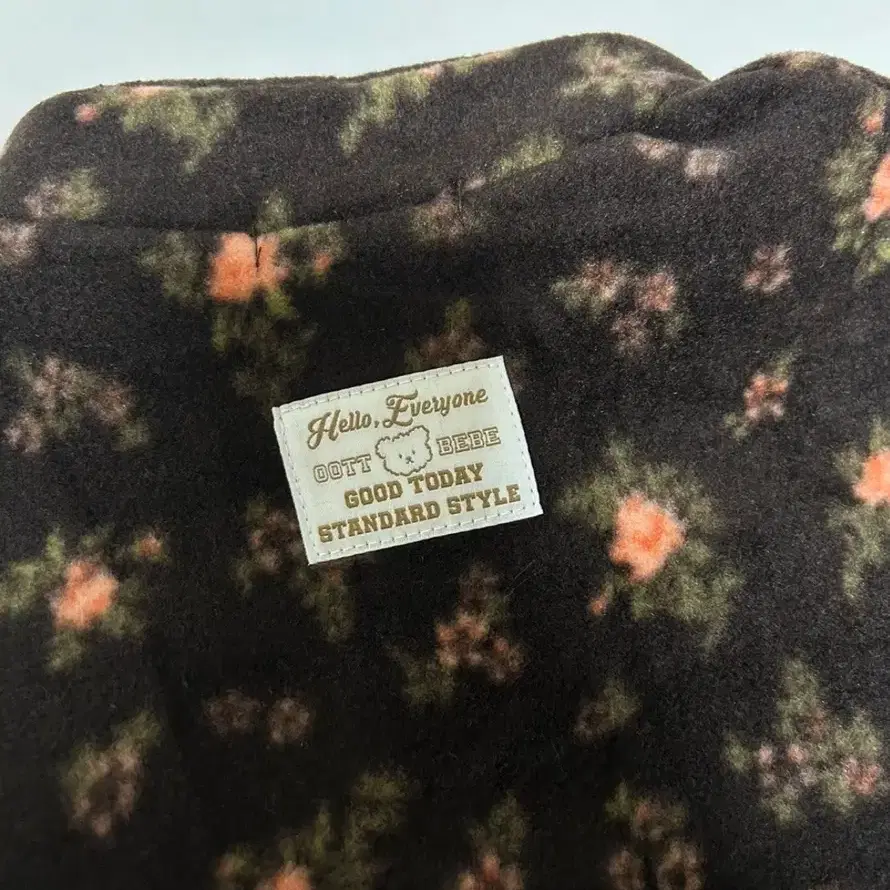 Hello, Everyone
OOTT BEBE
GOOD TODAY
STANDARD STYLE